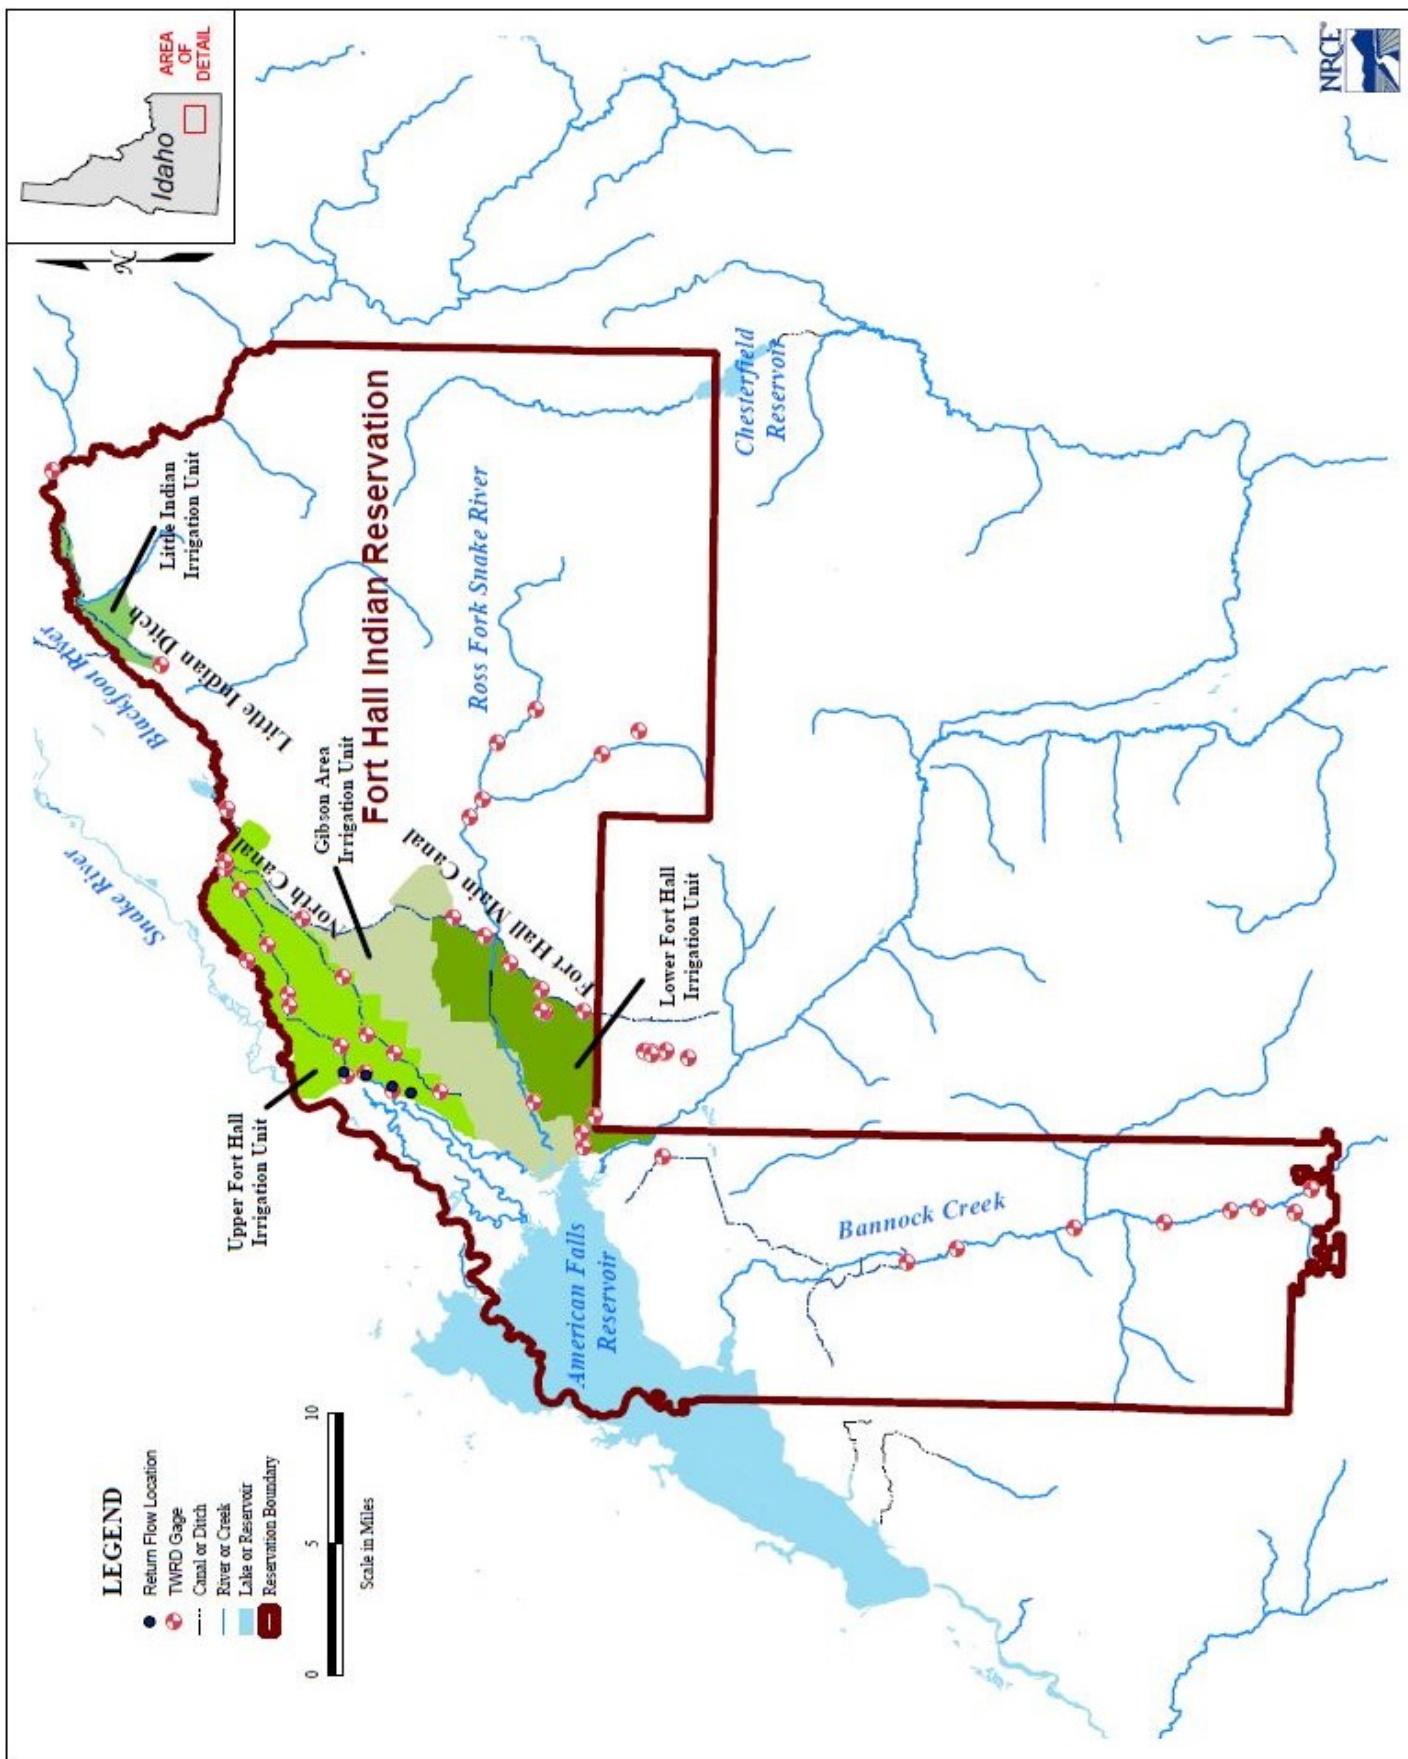 AREA
OF
DETAIL
Idaho
N
NRCE®
Little Indian
Irrigation Unit
Blackfoot River
Little Indian Ditch
Snake River
Fort Hall Indian Reservation
Ross Fork Snake River
Chesterfield
Reservoir
Gibson Area
Irrigation Unit
North Canal
Fort Hall Main Canal
Lower Fort Hall
Irrigation Unit
Upper Fort Hall
Irrigation Unit
American Falls
Reservoir
Bannock Creek
LEGEND
Return Flow Location
TWRD Gage
Canal or Ditch
River or Creek
Lake or Reservoir
Reservation Boundary
0 5 10
Scale in Miles